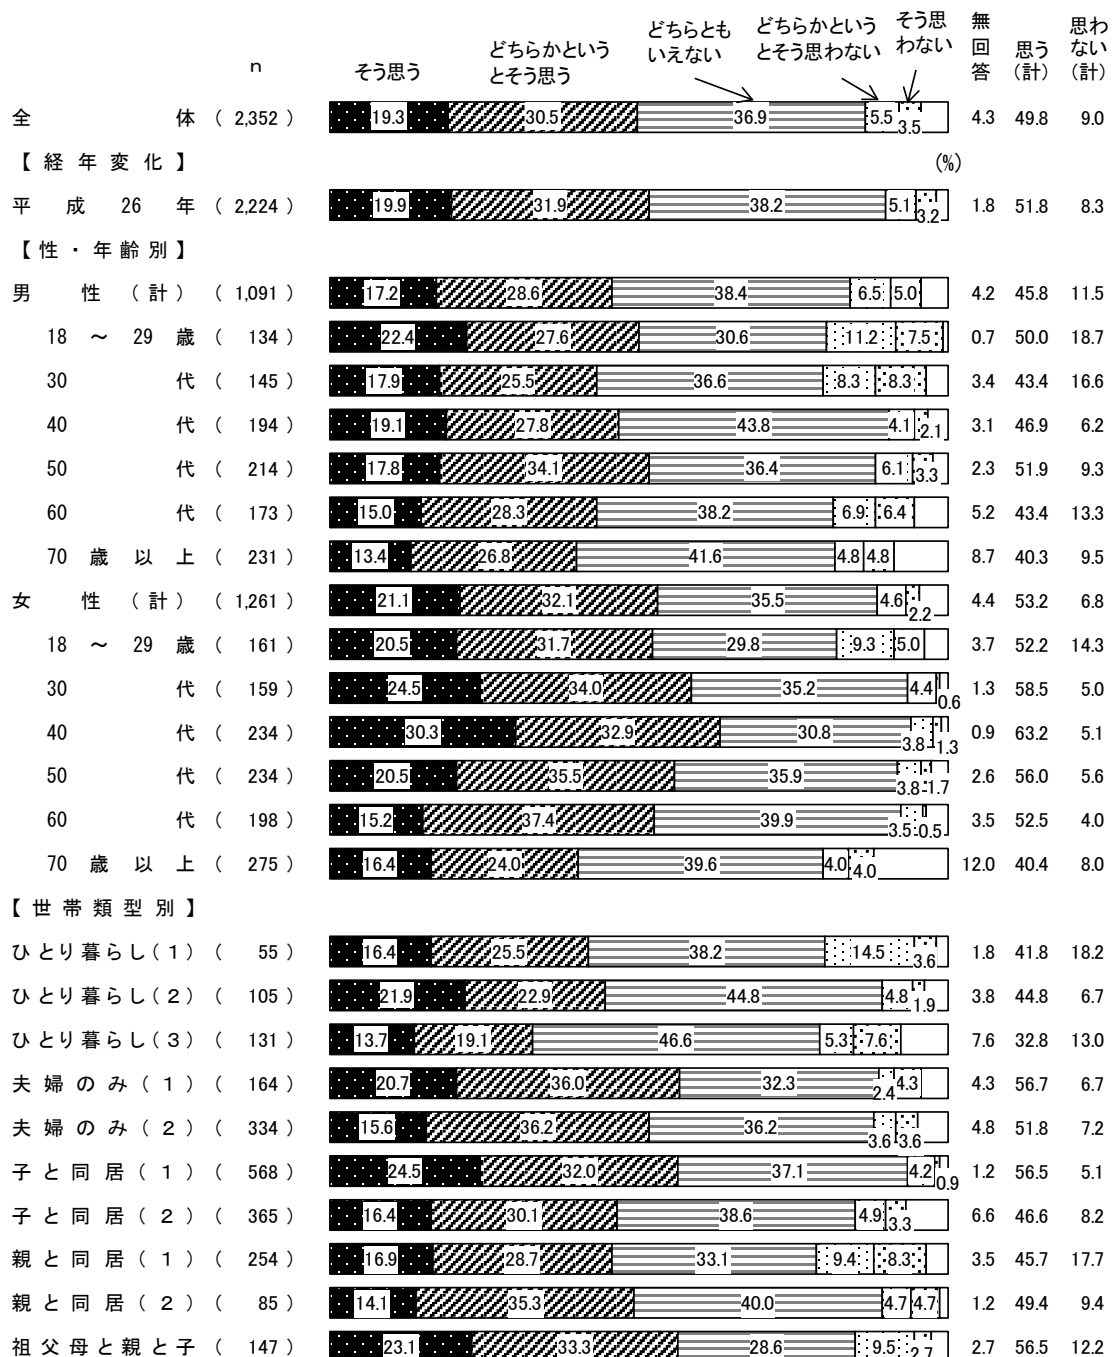 n そう思う どちらかというとそう思う どちらともいえない どちらかというとそう思わない そう思わない 無回答 思う(計) 思わない(計)
全体 ( 2,352 ) 19.3 30.5 36.9 5.5 3.5 4.3 49.8 9.0
【経年変化】 (%)
平成26年 ( 2,224 ) 19.9 31.9 38.2 5.1 3.2 1.8 51.8 8.3
【性・年齢別】
男性(計) ( 1,091 ) 17.2 28.6 38.4 6.5 5.0 4.2 45.8 11.5
18～29歳 ( 134 ) 22.4 27.6 30.6 11.2 7.5 0.7 50.0 18.7
30代 ( 145 ) 17.9 25.5 36.6 8.3 8.3 3.4 43.4 16.6
40代 ( 194 ) 19.1 27.8 43.8 4.1 2.1 3.1 46.9 6.2
50代 ( 214 ) 17.8 34.1 36.4 6.1 3.3 2.3 51.9 9.3
60代 ( 173 ) 15.0 28.3 38.2 6.9 6.4 5.2 43.4 13.3
70歳以上 ( 231 ) 13.4 26.8 41.6 4.8 4.8 8.7 40.3 9.5
女性(計) ( 1,261 ) 21.1 32.1 35.5 4.6 2.2 4.4 53.2 6.8
18～29歳 ( 161 ) 20.5 31.7 29.8 9.3 5.0 3.7 52.2 14.3
30代 ( 159 ) 24.5 34.0 35.2 4.4 0.6 1.3 58.5 5.0
40代 ( 234 ) 30.3 32.9 30.8 3.8 1.3 0.9 63.2 5.1
50代 ( 234 ) 20.5 35.5 35.9 3.8 1.7 2.6 56.0 5.6
60代 ( 198 ) 15.2 37.4 39.9 3.5 0.5 3.5 52.5 4.0
70歳以上 ( 275 ) 16.4 24.0 39.6 4.0 4.0 12.0 40.4 8.0
【世帯類型別】
ひとり暮らし(1) ( 55 ) 16.4 25.5 38.2 14.5 3.6 1.8 41.8 18.2
ひとり暮らし(2) ( 105 ) 21.9 22.9 44.8 4.8 1.9 3.8 44.8 6.7
ひとり暮らし(3) ( 131 ) 13.7 19.1 46.6 5.3 7.6 7.6 32.8 13.0
夫婦のみ(1) ( 164 ) 20.7 36.0 32.3 2.4 4.3 4.3 56.7 6.7
夫婦のみ(2) ( 334 ) 15.6 36.2 36.2 3.6 3.6 4.8 51.8 7.2
子と同居(1) ( 568 ) 24.5 32.0 37.1 4.2 0.9 1.2 56.5 5.1
子と同居(2) ( 365 ) 16.4 30.1 38.6 4.9 3.3 6.6 46.6 8.2
親と同居(1) ( 254 ) 16.9 28.7 33.1 9.4 8.3 3.5 45.7 17.7
親と同居(2) ( 85 ) 14.1 35.3 40.0 4.7 4.7 1.2 49.4 9.4
祖父母と親と子 ( 147 ) 23.1 33.3 28.6 9.5 2.7 2.7 56.5 12.2